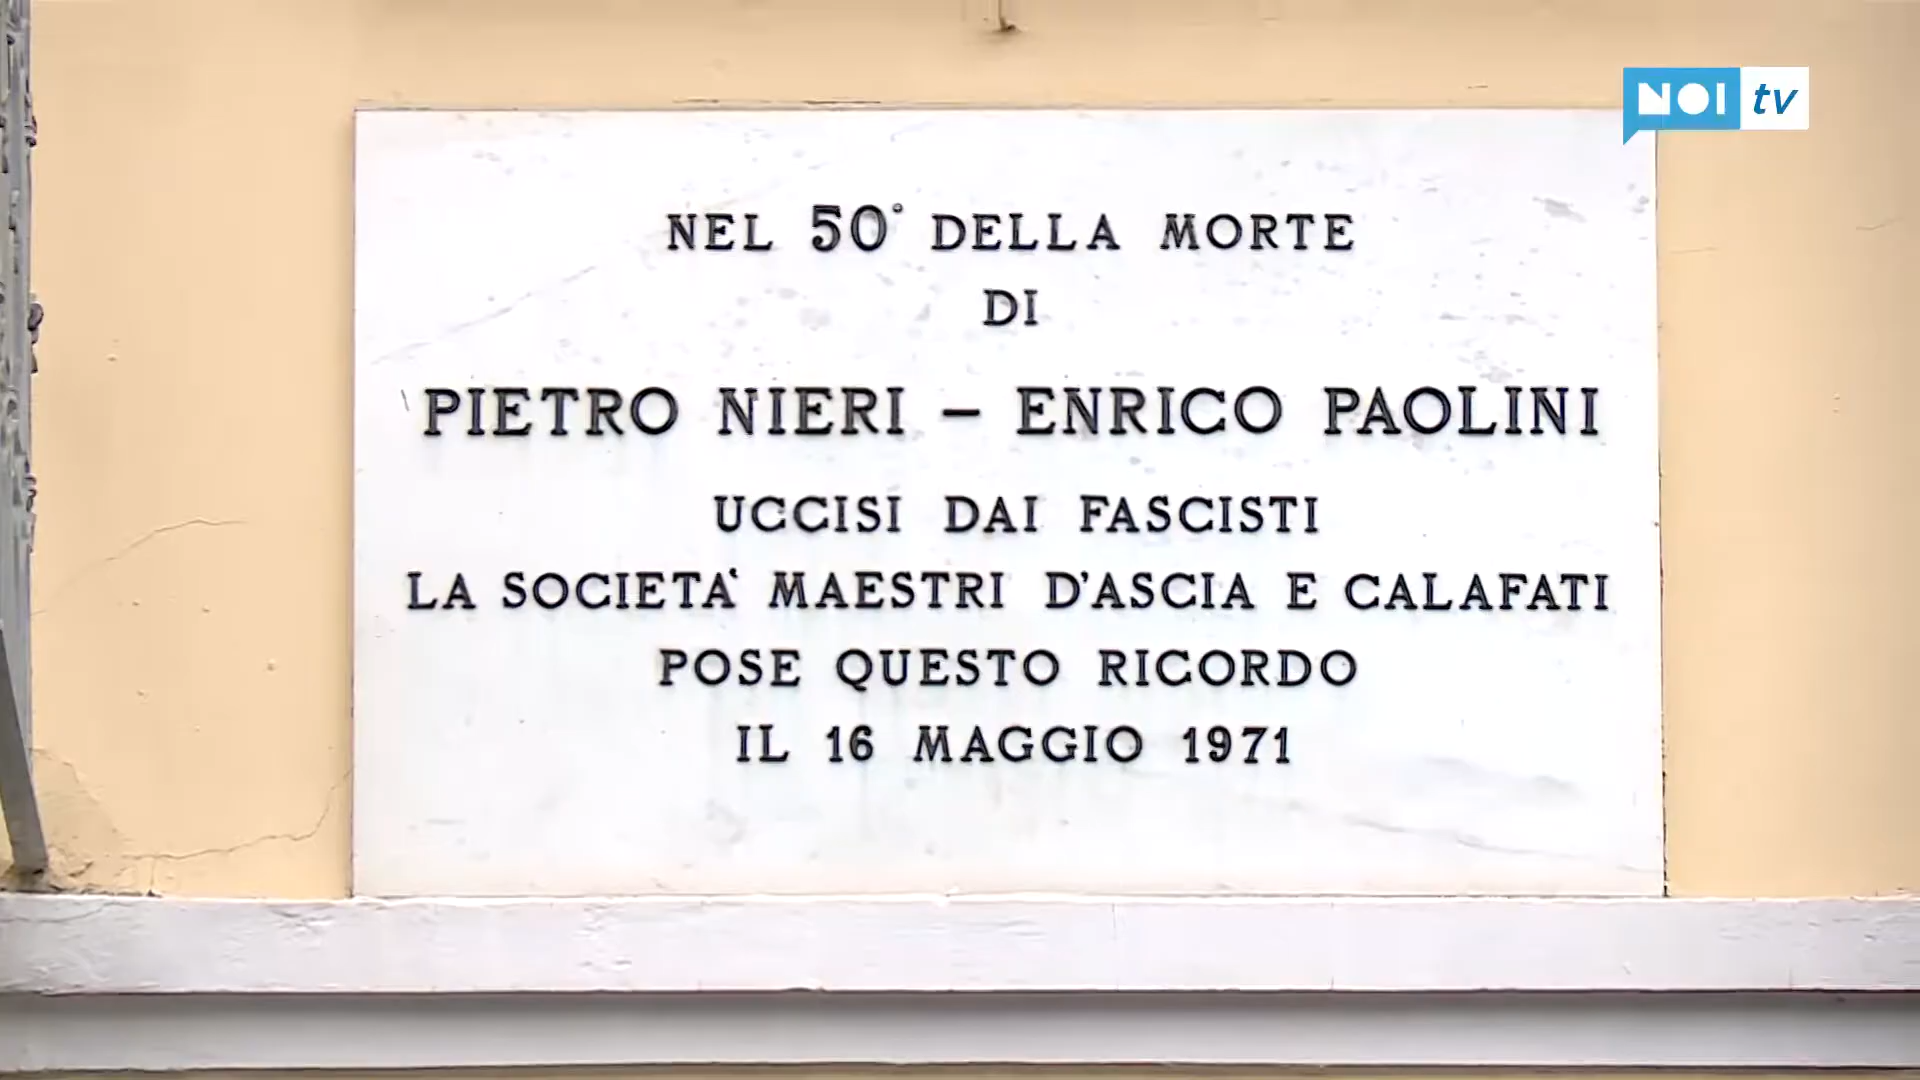 NOI tv
NEL 50° DELLA MORTE
DI
PIETRO NIERI – ENRICO PAOLINI
UCCISI DAI FASCISTI
LA SOCIETA' MAESTRI D'ASCIA E CALAFATI
POSE QUESTO RICORDO
IL 16 MAGGIO 1971